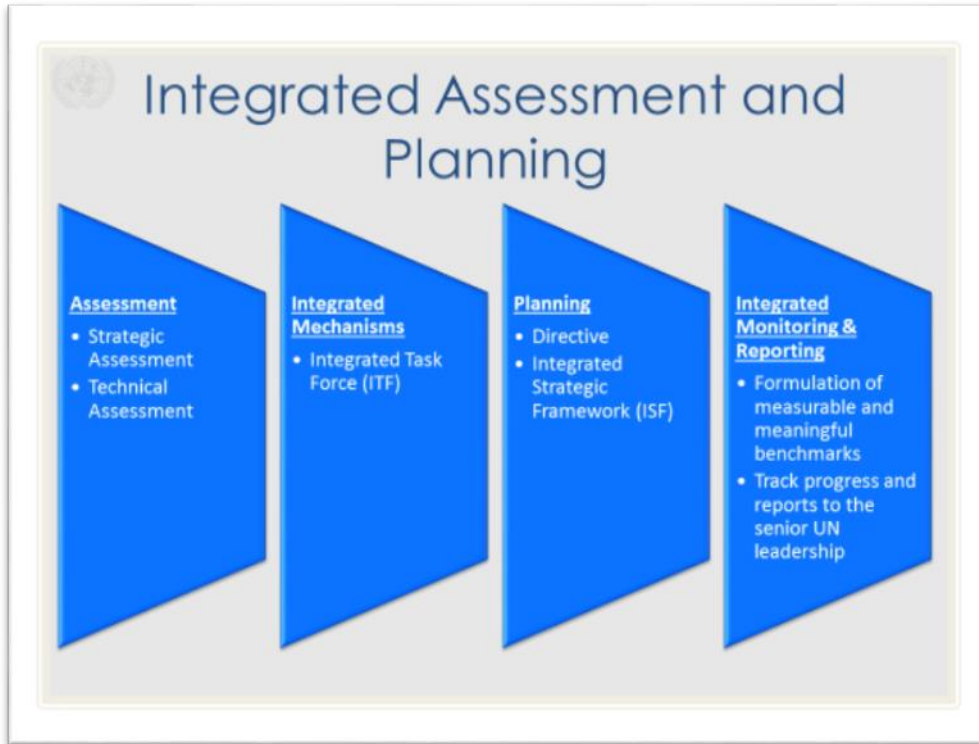 Integrated Assessment and
Planning
Assessment
• Strategic
Assessment
• Technical
Assessment
Integrated
Mechanisms
• Integrated Task
Force (ITF)
Planning
• Directive
• Integrated
Strategic
Framework (ISF)
Integrated
Monitoring &
Reporting
• Formulation of
measurable and
meaningful
benchmarks
• Track progress and
reports to the
senior UN
leadership